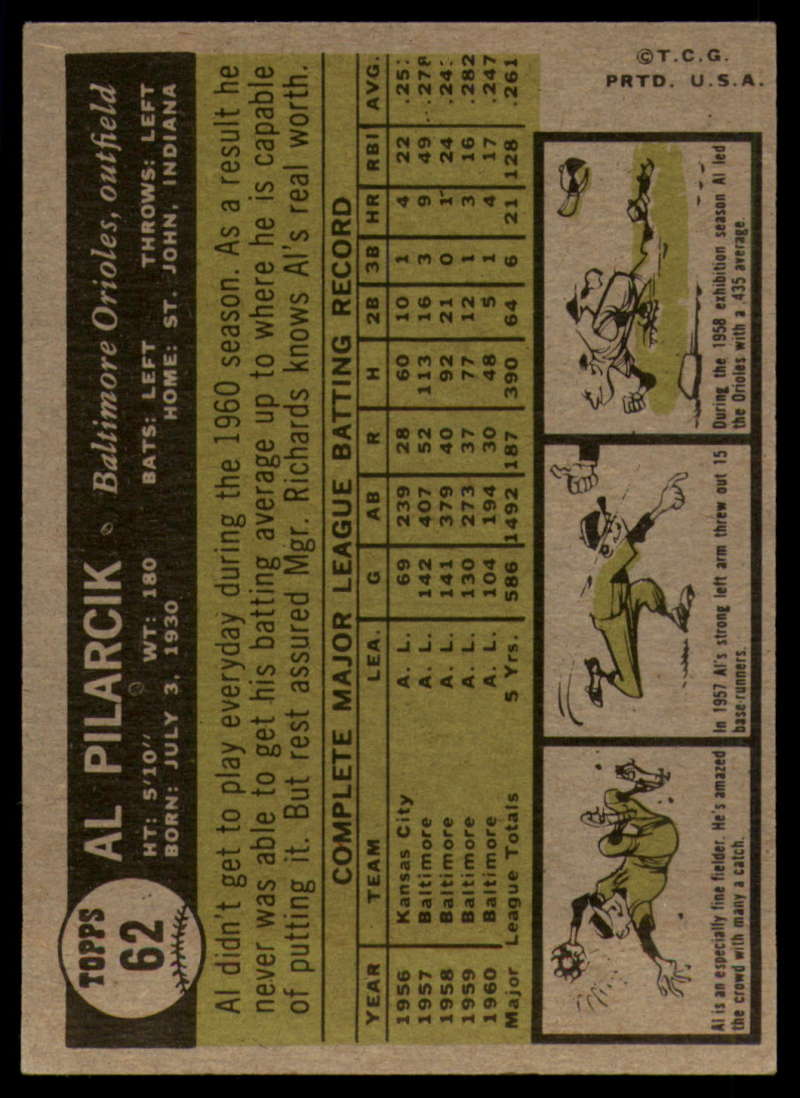 TOPPS
62
AL PILARCIK • Baltimore Orioles, outfield
HT: 5'10" WT: 180 BATS: LEFT THROWS: LEFT
BORN: JULY 3, 1930 HOME: ST. JOHN, INDIANA
Al didn't get to play everyday during the 1960 season. As a result he
never was able to get his batting average up to where he is capable
of putting it. But rest assured Mgr. Richards knows Al's real worth.
COMPLETE MAJOR LEAGUE BATTING RECORD
YEAR TEAM LEA. G AB R H 2B 3B HR RBI AVG.
1956 Kansas City A. L. 69 239 28 60 10 1 4 22
1957 Baltimore A. L. 142 407 52 113 16 3 9 49 .278
1958 Baltimore A. L. 141 379 40 92 21 0 1 24
1959 Baltimore A. L. 130 273 37 77 12 1 3 16 .282
1960 Baltimore A. L. 104 194 30 48 5 1 4 17 .247
Major League Totals 5 Yrs. 586 1492 187 390 64 6 21 128 .261
Al is an especially fine fielder. He's amazed
the crowd with many a catch.
In 1957 Al's strong left arm threw out 15
base-runners.
During the 1958 exhibition season Al led
the Orioles with a .435 average.
©T.C.G.
PRTD. U.S.A.